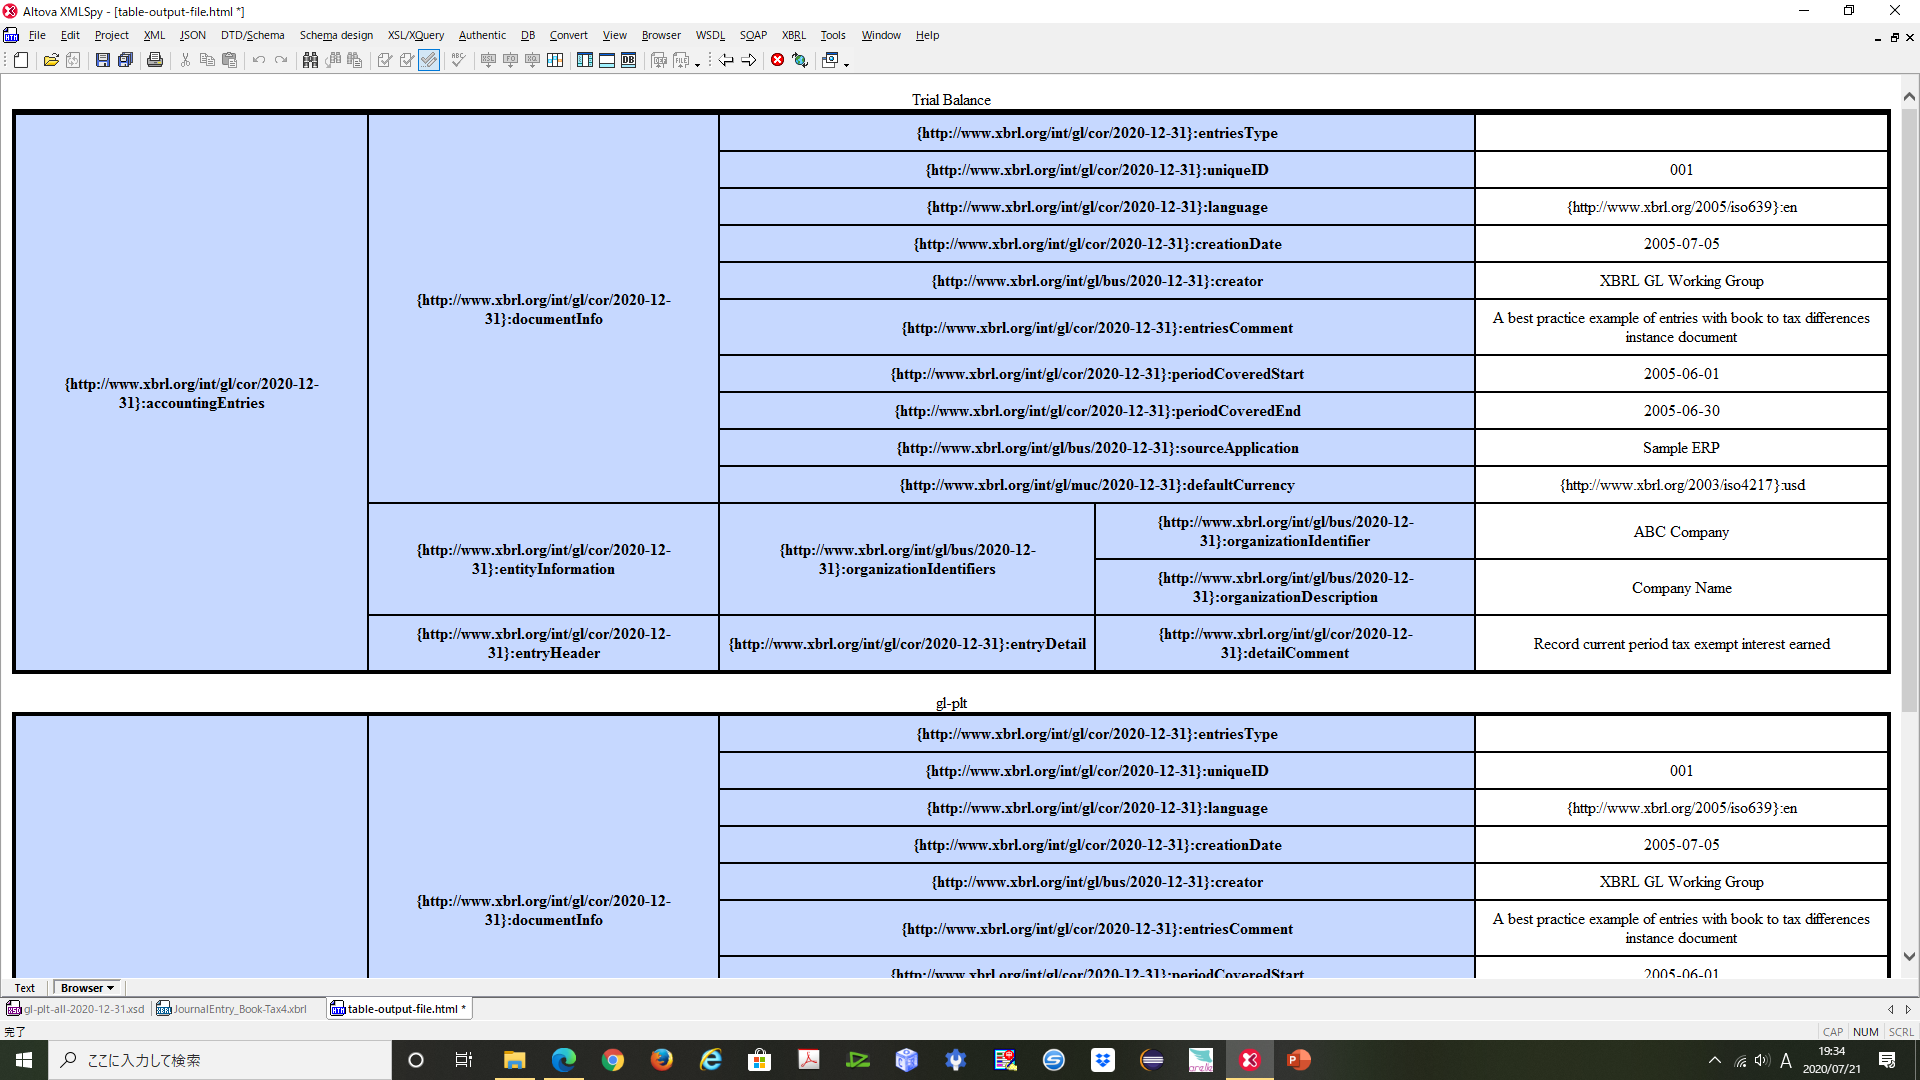 Altova XMLSpy - [table-output-file.html *]
File Edit Project XML JSON DTD/Schema Schema design XSL/XQuery Authentic DB Convert View Browser WSDL SOAP XBRL Tools Window Help
Trial Balance
{http://www.xbrl.org/int/gl/cor/2020-12-
31}:accountingEntries
{http://www.xbrl.org/int/gl/cor/2020-12-
31}:documentInfo
{http://www.xbrl.org/int/gl/cor/2020-12-31}:entriesType
{http://www.xbrl.org/int/gl/cor/2020-12-31}:uniqueID 001
{http://www.xbrl.org/int/gl/cor/2020-12-31}:language {http://www.xbrl.org/2005/iso639}:en
{http://www.xbrl.org/int/gl/cor/2020-12-31}:creationDate 2005-07-05
{http://www.xbrl.org/int/gl/bus/2020-12-31}:creator XBRL GL Working Group
{http://www.xbrl.org/int/gl/cor/2020-12-31}:entriesComment A best practice example of entries with book to tax differences
instance document
{http://www.xbrl.org/int/gl/cor/2020-12-31}:periodCoveredStart 2005-06-01
{http://www.xbrl.org/int/gl/cor/2020-12-31}:periodCoveredEnd 2005-06-30
{http://www.xbrl.org/int/gl/bus/2020-12-31}:sourceApplication Sample ERP
{http://www.xbrl.org/int/gl/muc/2020-12-31}:defaultCurrency {http://www.xbrl.org/2003/iso4217}:usd
{http://www.xbrl.org/int/gl/cor/2020-12-
31}:entityInformation
{http://www.xbrl.org/int/gl/bus/2020-12-
31}:organizationIdentifiers
{http://www.xbrl.org/int/gl/bus/2020-12-
31}:organizationIdentifier
ABC Company
{http://www.xbrl.org/int/gl/bus/2020-12-
31}:organizationDescription
Company Name
{http://www.xbrl.org/int/gl/cor/2020-12-
31}:entryHeader
{http://www.xbrl.org/int/gl/cor/2020-12-31}:entryDetail
{http://www.xbrl.org/int/gl/cor/2020-12-
31}:detailComment
Record current period tax exempt interest earned
gl-plt
{http://www.xbrl.org/int/gl/cor/2020-12-
31}:documentInfo
{http://www.xbrl.org/int/gl/cor/2020-12-31}:entriesType
{http://www.xbrl.org/int/gl/cor/2020-12-31}:uniqueID 001
{http://www.xbrl.org/int/gl/cor/2020-12-31}:language {http://www.xbrl.org/2005/iso639}:en
{http://www.xbrl.org/int/gl/cor/2020-12-31}:creationDate 2005-07-05
{http://www.xbrl.org/int/gl/bus/2020-12-31}:creator XBRL GL Working Group
{http://www.xbrl.org/int/gl/cor/2020-12-31}:entriesComment A best practice example of entries with book to tax differences
instance document
{http://www.xbrl.org/int/gl/cor/2020-12-31}:periodCoveredStart 2005-06-01
Text Browser
gl-plt-all-2020-12-31.xsd JournalEntry_Book-Tax4.xbrl table-output-file.html *
完了 CAP NUM SCRL
ここに入力して検索
A 19:34
2020/07/21